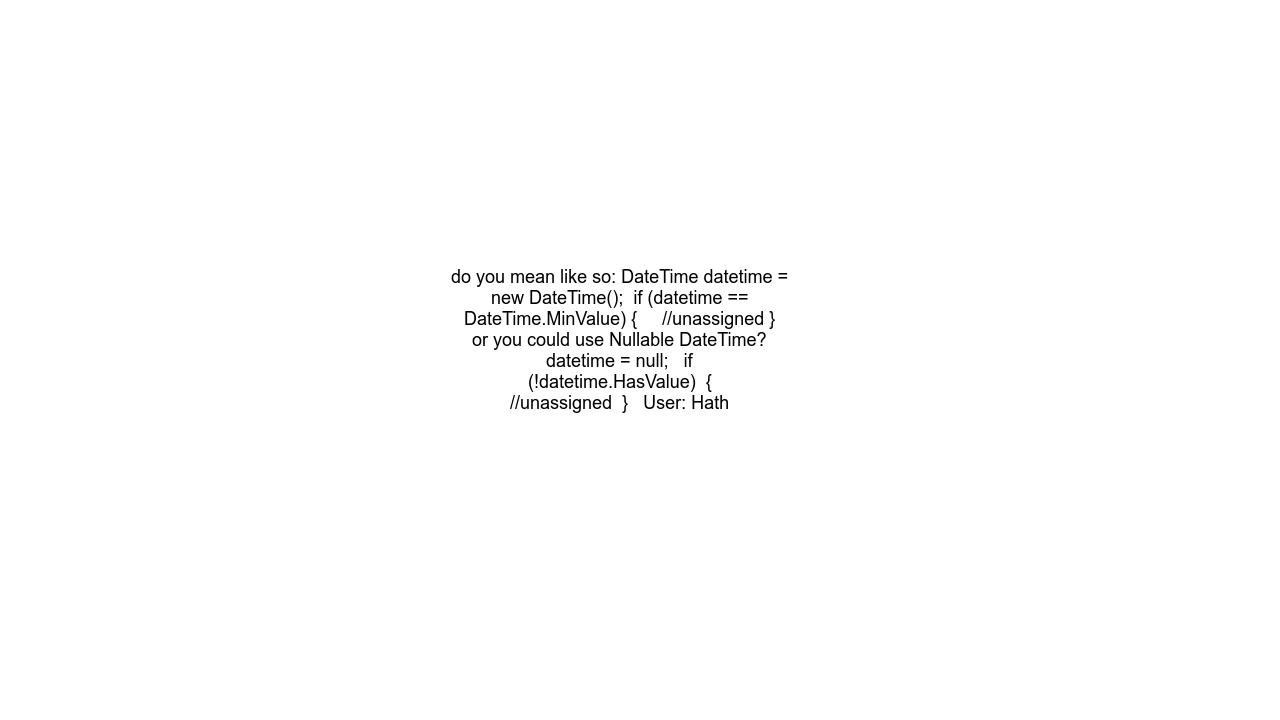 do you mean like so: DateTime datetime =
new DateTime();  if (datetime ==
DateTime.MinValue) {     //unassigned }
or you could use Nullable DateTime?
datetime = null;   if
(!datetime.HasValue)  {
//unassigned  }   User: Hath